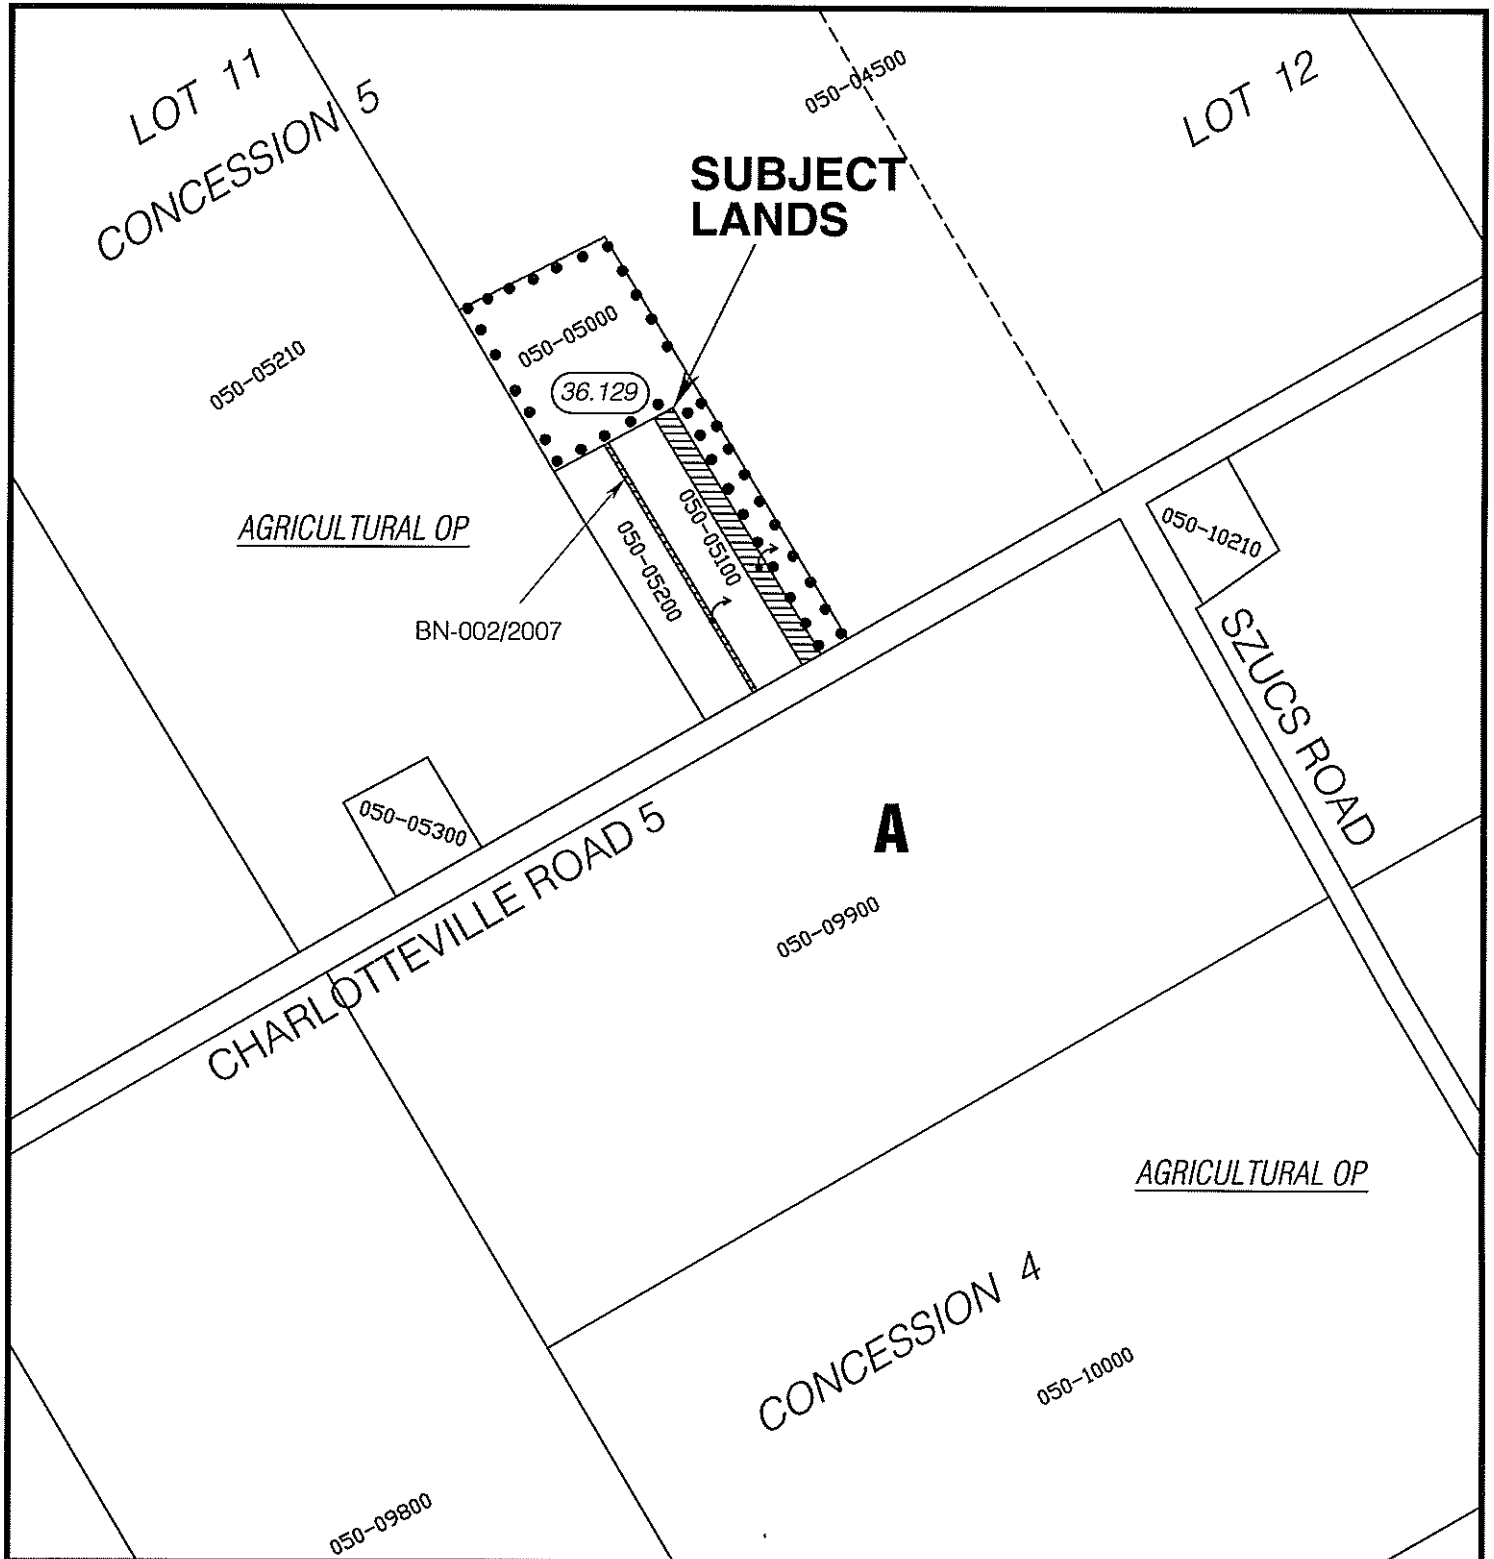 LOT 11
CONCESSION 5
050-04500
LOT 12
SUBJECT
LANDS
050-05000
050-05210
36.129
AGRICULTURAL OP
050-05100
050-05200
BN-002/2007
050-10210
SZUCS ROAD
050-05300
CHARLOTTEVILLE ROAD 5
A
050-09900
AGRICULTURAL OP
CONCESSION 4
050-10000
050-09800